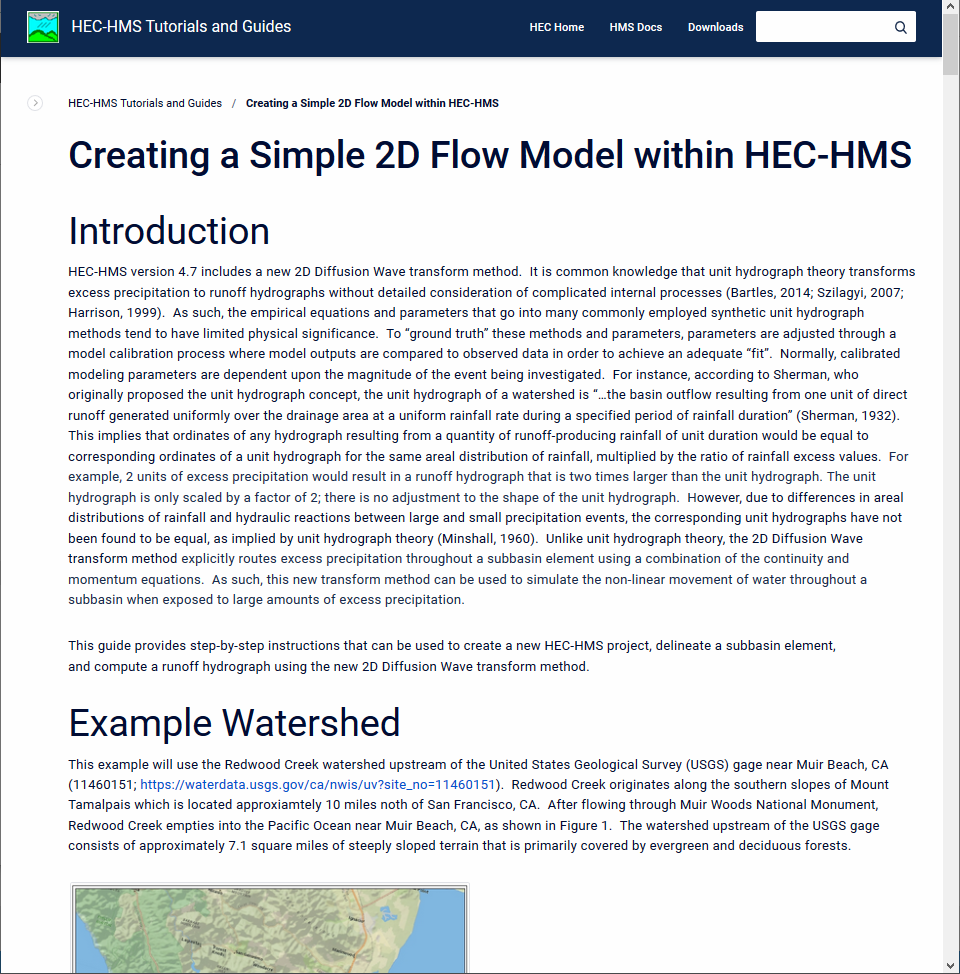 HEC-HMS Tutorials and Guides
HEC Home HMS Docs Downloads
HEC-HMS Tutorials and Guides / Creating a Simple 2D Flow Model within HEC-HMS
Creating a Simple 2D Flow Model within HEC-HMS
Introduction
HEC-HMS version 4.7 includes a new 2D Diffusion Wave transform method.  It is common knowledge that unit hydrograph theory transforms
excess precipitation to runoff hydrographs without detailed consideration of complicated internal processes (Bartles, 2014; Szilagyi, 2007;
Harrison, 1999).  As such, the empirical equations and parameters that go into many commonly employed synthetic unit hydrograph
methods tend to have limited physical significance.  To “ground truth” these methods and parameters, parameters are adjusted through a
model calibration process where model outputs are compared to observed data in order to achieve an adequate “fit”.  Normally, calibrated
modeling parameters are dependent upon the magnitude of the event being investigated.  For instance, according to Sherman, who
originally proposed the unit hydrograph concept, the unit hydrograph of a watershed is “…the basin outflow resulting from one unit of direct
runoff generated uniformly over the drainage area at a uniform rainfall rate during a specified period of rainfall duration” (Sherman, 1932).
This implies that ordinates of any hydrograph resulting from a quantity of runoff-producing rainfall of unit duration would be equal to
corresponding ordinates of a unit hydrograph for the same areal distribution of rainfall, multiplied by the ratio of rainfall excess values.  For
example, 2 units of excess precipitation would result in a runoff hydrograph that is two times larger than the unit hydrograph. The unit
hydrograph is only scaled by a factor of 2; there is no adjustment to the shape of the unit hydrograph.  However, due to differences in areal
distributions of rainfall and hydraulic reactions between large and small precipitation events, the corresponding unit hydrographs have not
been found to be equal, as implied by unit hydrograph theory (Minshall, 1960).  Unlike unit hydrograph theory, the 2D Diffusion Wave
transform method explicitly routes excess precipitation throughout a subbasin element using a combination of the continuity and
momentum equations.  As such, this new transform method can be used to simulate the non-linear movement of water throughout a
subbasin when exposed to large amounts of excess precipitation.
This guide provides step-by-step instructions that can be used to create a new HEC-HMS project, delineate a subbasin element,
and compute a runoff hydrograph using the new 2D Diffusion Wave transform method.
Example Watershed
This example will use the Redwood Creek watershed upstream of the United States Geological Survey (USGS) gage near Muir Beach, CA
(11460151; https://waterdata.usgs.gov/ca/nwis/uv?site_no=11460151).  Redwood Creek originates along the southern slopes of Mount
Tamalpais which is located approxiamtely 10 miles noth of San Francisco, CA.  After flowing through Muir Woods National Monument,
Redwood Creek empties into the Pacific Ocean near Muir Beach, CA, as shown in Figure 1.  The watershed upstream of the USGS gage
consists of approximately 7.1 square miles of steeply sloped terrain that is primarily covered by evergreen and deciduous forests.